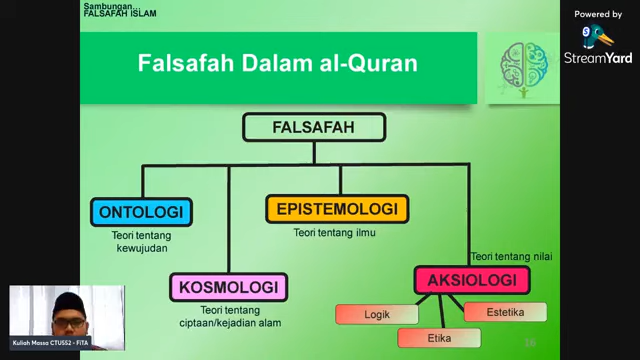 Sambungan...
FALSAFAH ISLAM
Falsafah Dalam al-Quran
Powered by
StreamYard
FALSAFAH
ONTOLOGI
Teori tentang
kewujudan
EPISTEMOLOGI
Teori tentang ilmu
KOSMOLOGI
Teori tentang
ciptaan/kejadian alam
Teori tentang nilai
AKSIOLOGI
Logik
Etika
Estetika
16
Kuliah Massa CTU552 - FiTA